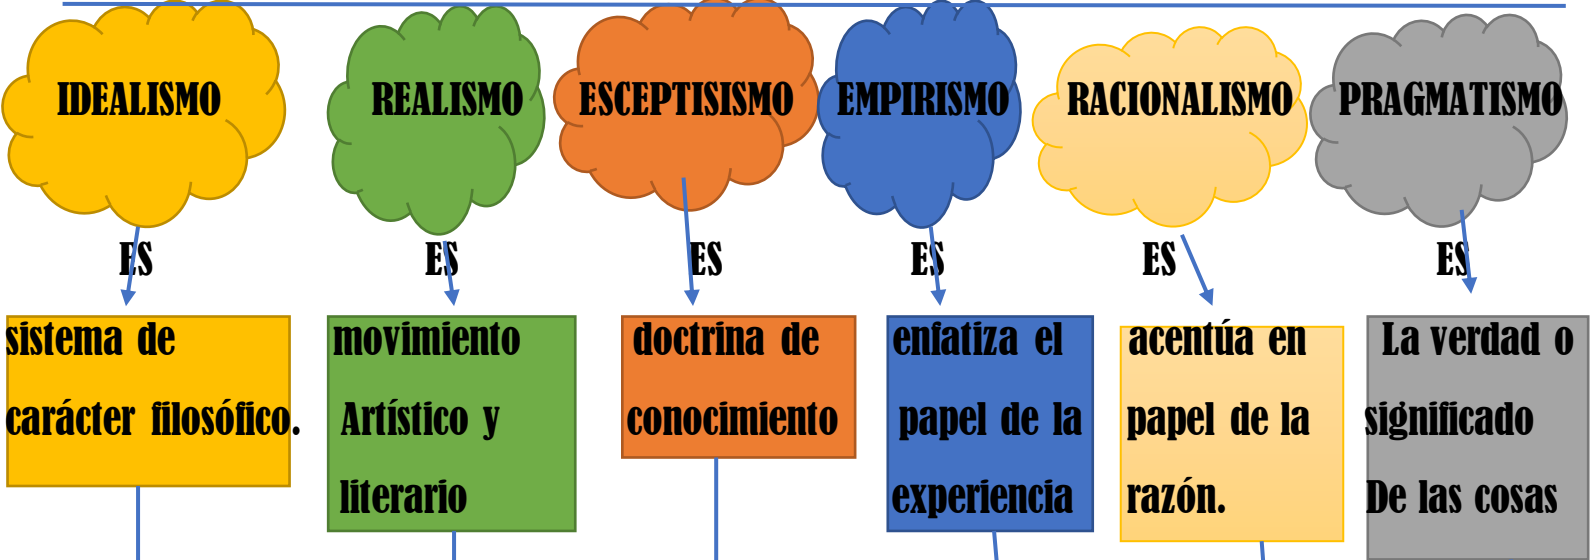 IDEALISMO
REALISMO
ESCEPTISISMO
EMPIRISMO
RACIONALISMO
PRAGMATISMO
ES
ES
ES
ES
ES
ES
sistema de
carácter filosófico.
movimiento
Artístico y
literario
doctrina de
conocimiento
enfatiza el
papel de la
experiencia
acentúa en
papel de la
razón.
La verdad o
significado
De las cosas